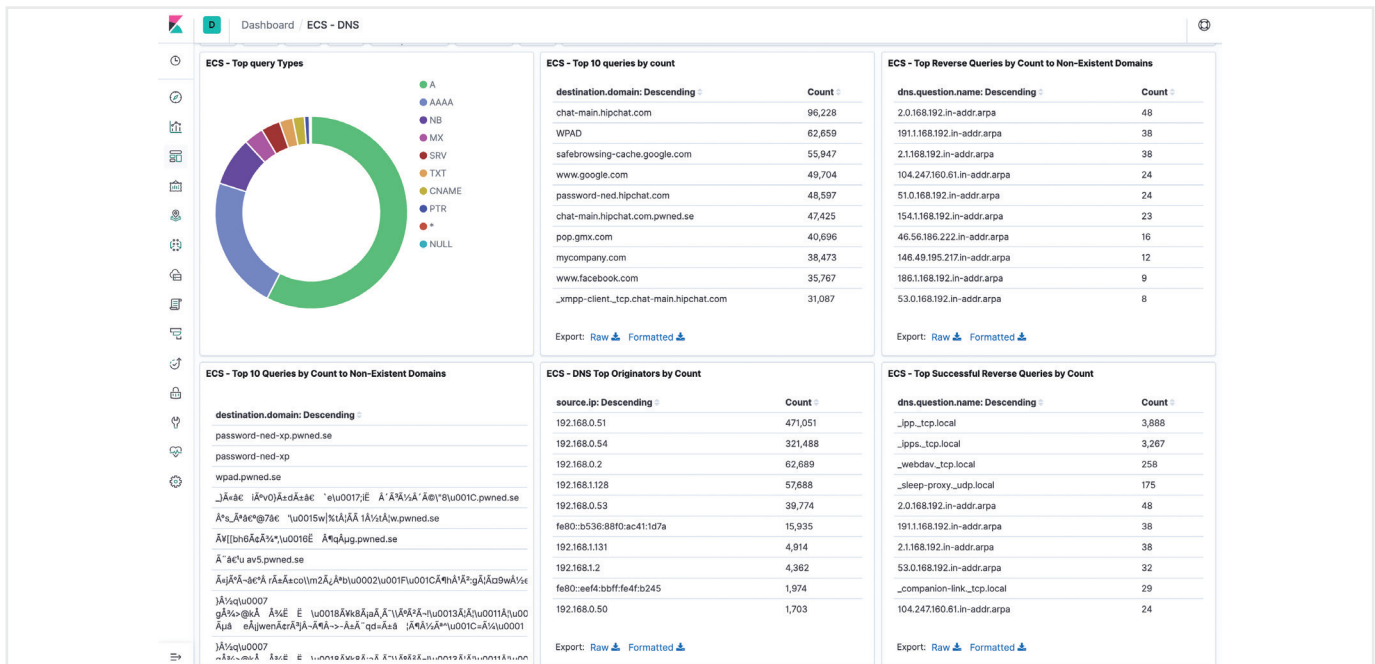 D Dashboard / ECS - DNS
ECS - Top query Types
A
AAAA
NB
MX
SRV
TXT
CNAME
PTR
*
NULL
ECS - Top 10 queries by count
destination.domain: Descending Count
chat-main.hipchat.com 96,228
WPAD 62,659
safebrowsing-cache.google.com 55,947
www.google.com 49,704
password-ned.hipchat.com 48,597
chat-main.hipchat.com.pwned.se 47,425
pop.gmx.com 40,696
mycompany.com 38,473
www.facebook.com 35,767
_xmpp-client._tcp.chat-main.hipchat.com 31,087
Export: Raw Formatted
ECS - Top Reverse Queries by Count to Non-Existent Domains
dns.question.name: Descending Count
2.0.168.192.in-addr.arpa 48
191.1.168.192.in-addr.arpa 38
2.1.168.192.in-addr.arpa 38
104.247.160.61.in-addr.arpa 24
51.0.168.192.in-addr.arpa 24
154.1.168.192.in-addr.arpa 23
46.56.186.222.in-addr.arpa 16
146.49.195.217.in-addr.arpa 12
186.1.168.192.in-addr.arpa 9
53.0.168.192.in-addr.arpa 8
Export: Raw Formatted
ECS - Top 10 Queries by Count to Non-Existent Domains
destination.domain: Descending
password-ned-xp.pwned.se
password-ned-xp
wpad.pwned.se
ECS - DNS Top Originators by Count
source.ip: Descending Count
192.168.0.51 471,051
192.168.0.54 321,488
192.168.0.2 62,689
192.168.1.128 57,688
192.168.0.53 39,774
fe80::b536:88f0:ac41:1d7a 15,935
192.168.1.131 4,914
192.168.1.2 4,362
fe80::eef4:bbff:fe4f:b245 1,974
192.168.0.50 1,703
Export: Raw Formatted
ECS - Top Successful Reverse Queries by Count
dns.question.name: Descending Count
_ipp._tcp.local 3,888
_ipps._tcp.local 3,267
_webdav._tcp.local 258
_sleep-proxy._udp.local 175
2.0.168.192.in-addr.arpa 48
191.1.168.192.in-addr.arpa 38
2.1.168.192.in-addr.arpa 38
53.0.168.192.in-addr.arpa 32
_companion-link._tcp.local 29
104.247.160.61.in-addr.arpa 24
Export: Raw Formatted